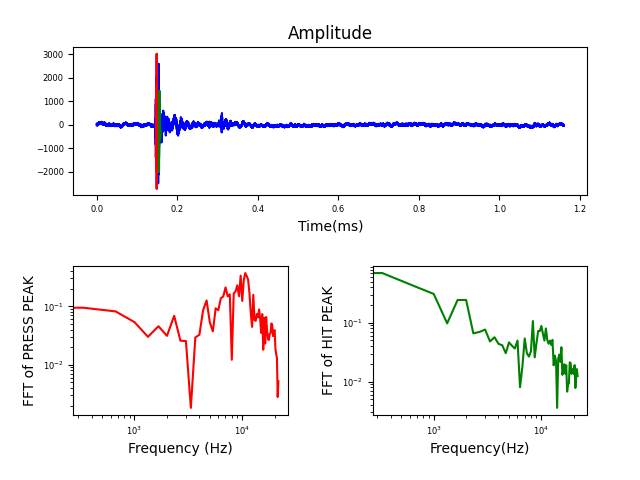 Amplitude
3000
2000
1000
0
−1000
−2000
0.0 0.2 0.4 0.6 0.8 1.0 1.2
Time(ms)
FFT of PRESS PEAK
10⁻¹
10⁻²
10³ 10⁴
Frequency (Hz)
FFT of HIT PEAK
10⁻¹
10⁻²
10³ 10⁴
Frequency(Hz)